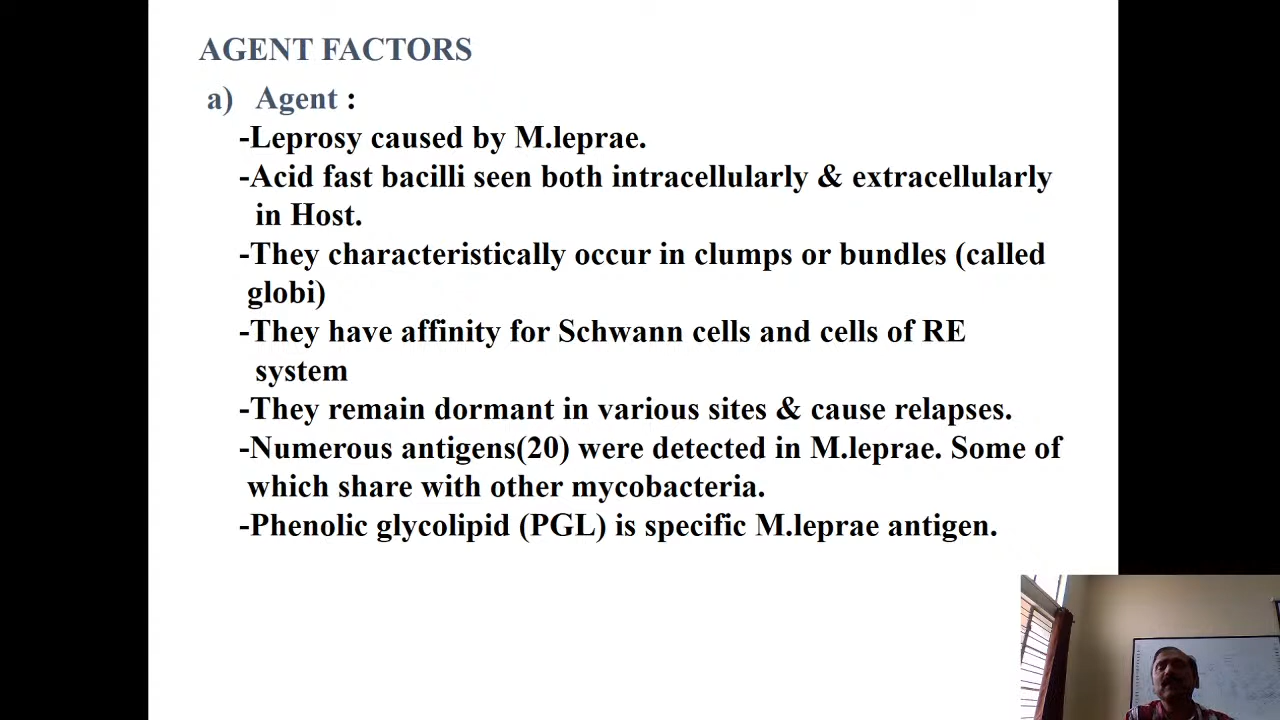 AGENT FACTORS
a) Agent :
-Leprosy caused by M.leprae.
-Acid fast bacilli seen both intracellularly & extracellularly
in Host.
-They characteristically occur in clumps or bundles (called
globi)
-They have affinity for Schwann cells and cells of RE
system
-They remain dormant in various sites & cause relapses.
-Numerous antigens(20) were detected in M.leprae. Some of
which share with other mycobacteria.
-Phenolic glycolipid (PGL) is specific M.leprae antigen.